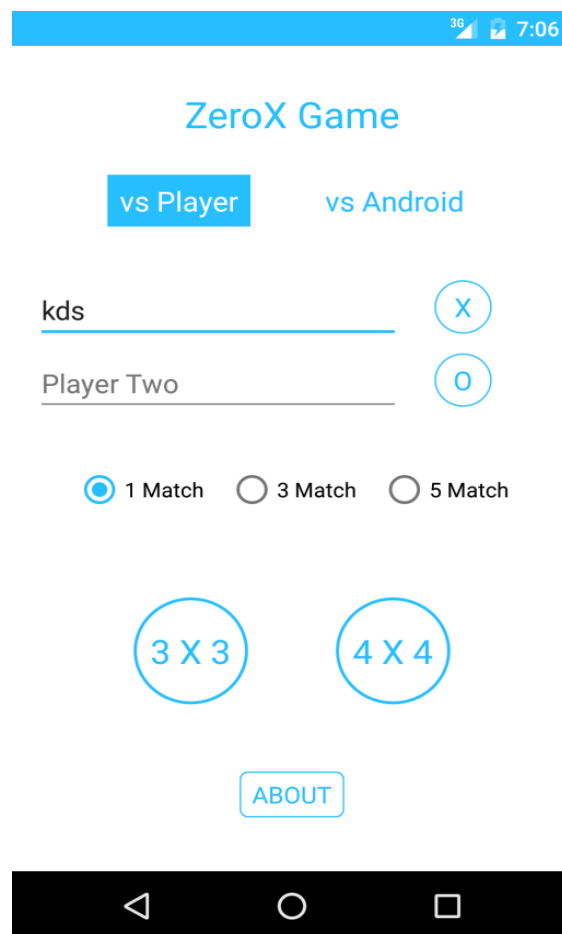 3G 7:06
ZeroX Game
vs Player vs Android
kds X
Player Two O
1 Match 3 Match 5 Match
3 X 3 4 X 4
ABOUT